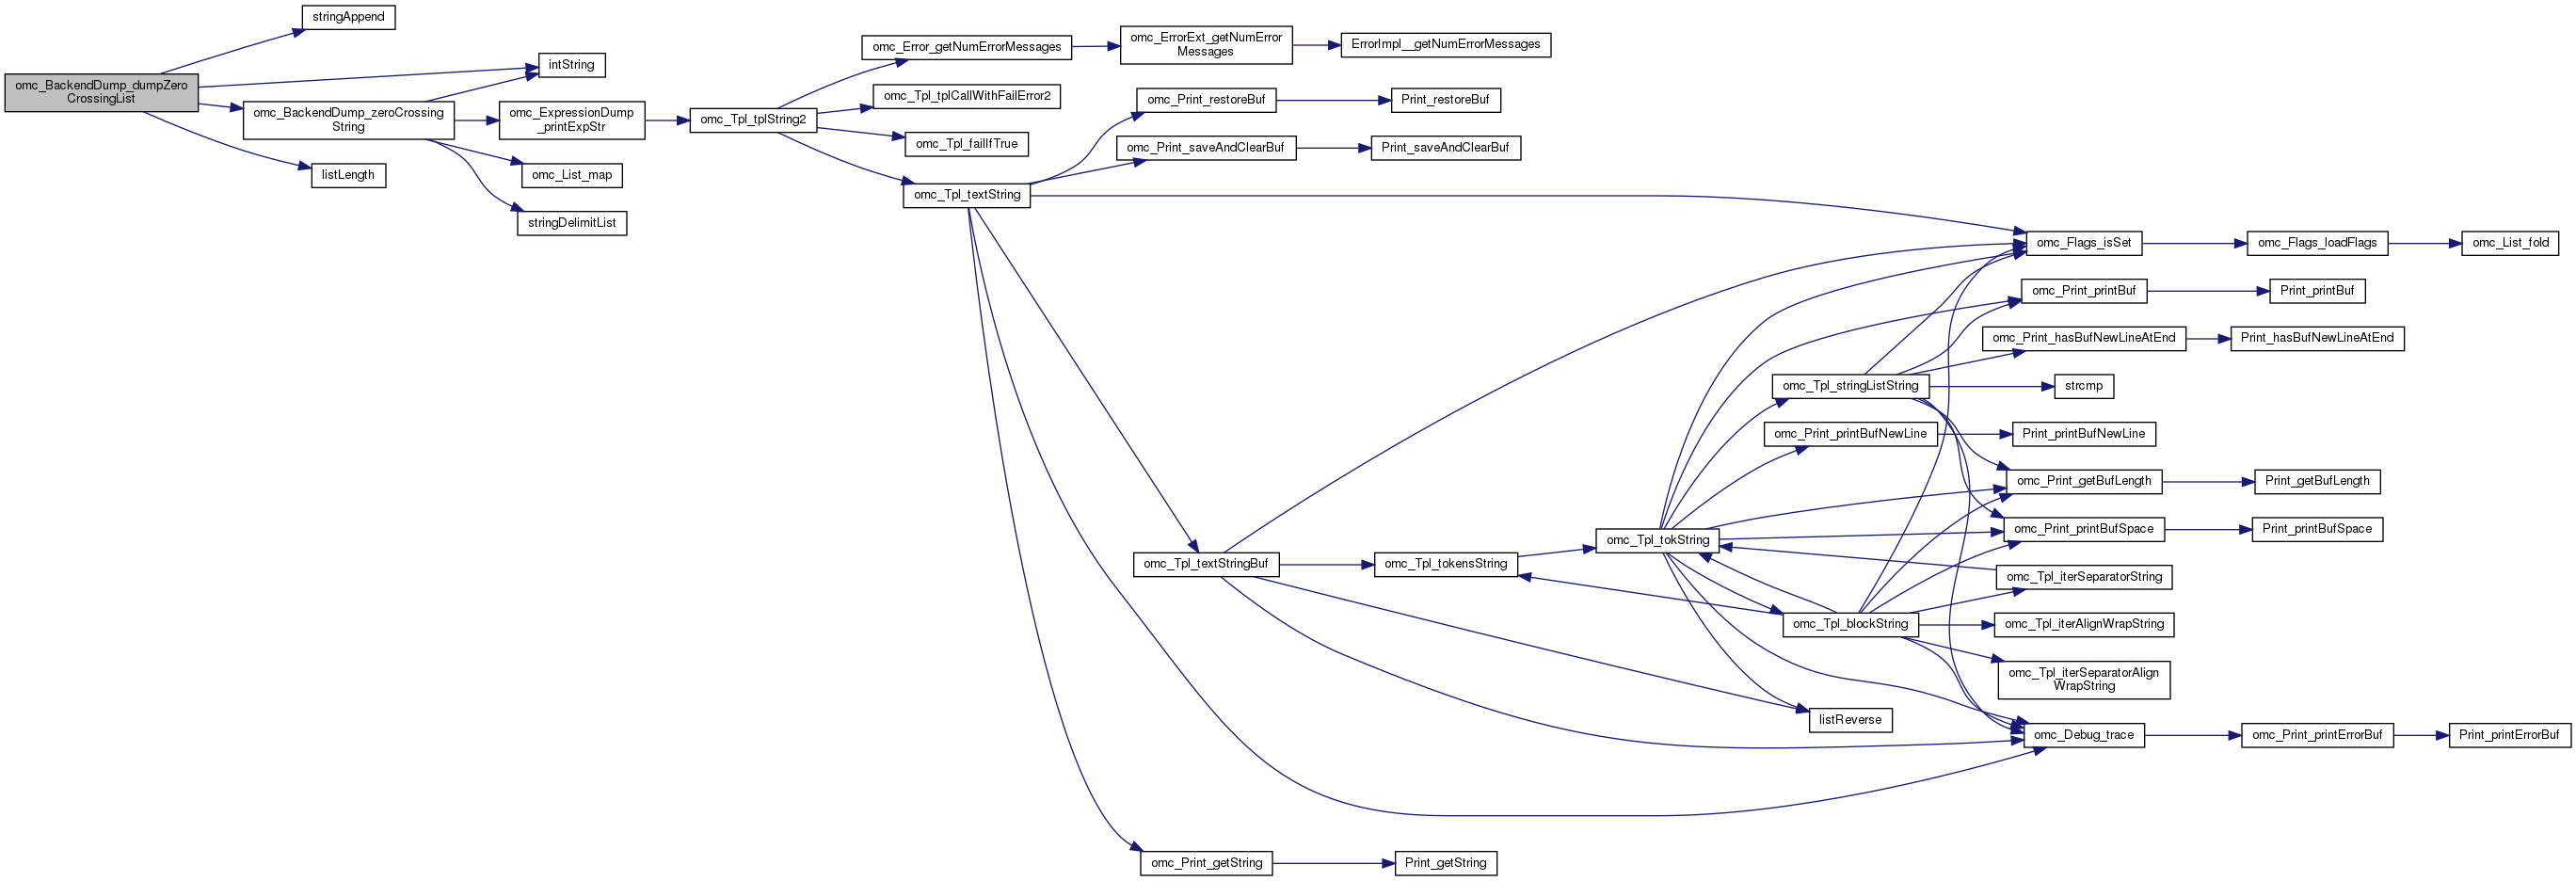 omc_BackendDump_dumpZero
CrossingList
stringAppend
intString
omc_BackendDump_zeroCrossing
String
listLength
omc_ExpressionDump
_printExpStr
omc_List_map
stringDelimitList
omc_Tpl_tplString2
omc_Error_getNumErrorMessages
omc_ErrorExt_getNumError
Messages
ErrorImpl__getNumErrorMessages
omc_Tpl_tplCallWithFailError2
omc_Tpl_failIfTrue
omc_Tpl_textString
omc_Print_restoreBuf
Print_restoreBuf
omc_Print_saveAndClearBuf
Print_saveAndClearBuf
omc_Flags_isSet
omc_Flags_loadFlags
omc_List_fold
omc_Print_printBuf
Print_printBuf
omc_Print_hasBufNewLineAtEnd
Print_hasBufNewLineAtEnd
omc_Tpl_stringListString
strcmp
omc_Print_printBufNewLine
Print_printBufNewLine
omc_Print_getBufLength
Print_getBufLength
omc_Print_printBufSpace
Print_printBufSpace
omc_Tpl_tokString
omc_Tpl_textStringBuf
omc_Tpl_tokensString
omc_Tpl_iterSeparatorString
omc_Tpl_blockString
omc_Tpl_iterAlignWrapString
omc_Tpl_iterSeparatorAlign
WrapString
listReverse
omc_Debug_trace
omc_Print_printErrorBuf
Print_printErrorBuf
omc_Print_getString
Print_getString